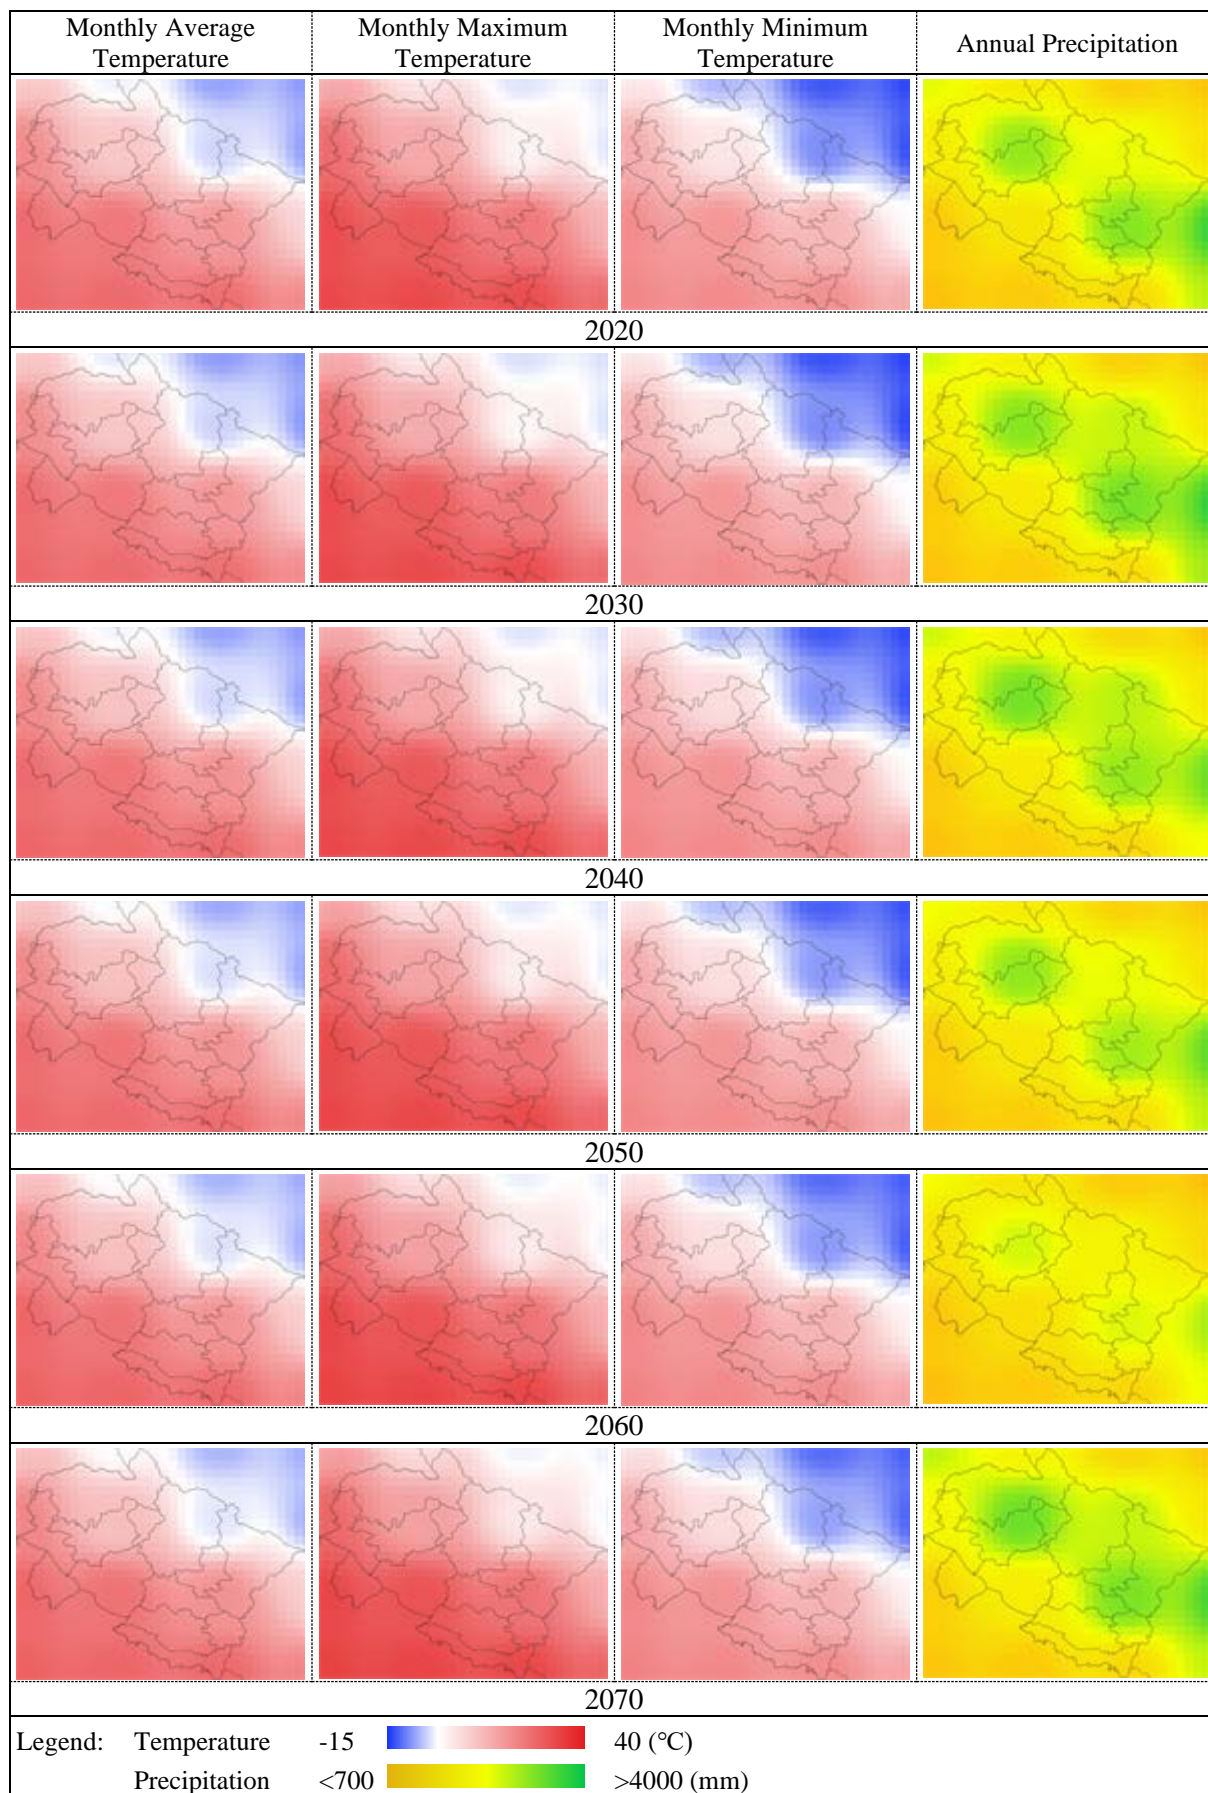 Monthly Average
Temperature
Monthly Maximum
Temperature
Monthly Minimum
Temperature
Annual Precipitation
2020
2030
2040
2050
2060
2070
Legend: Temperature -15 40 (°C)
Precipitation <700 >4000 (mm)